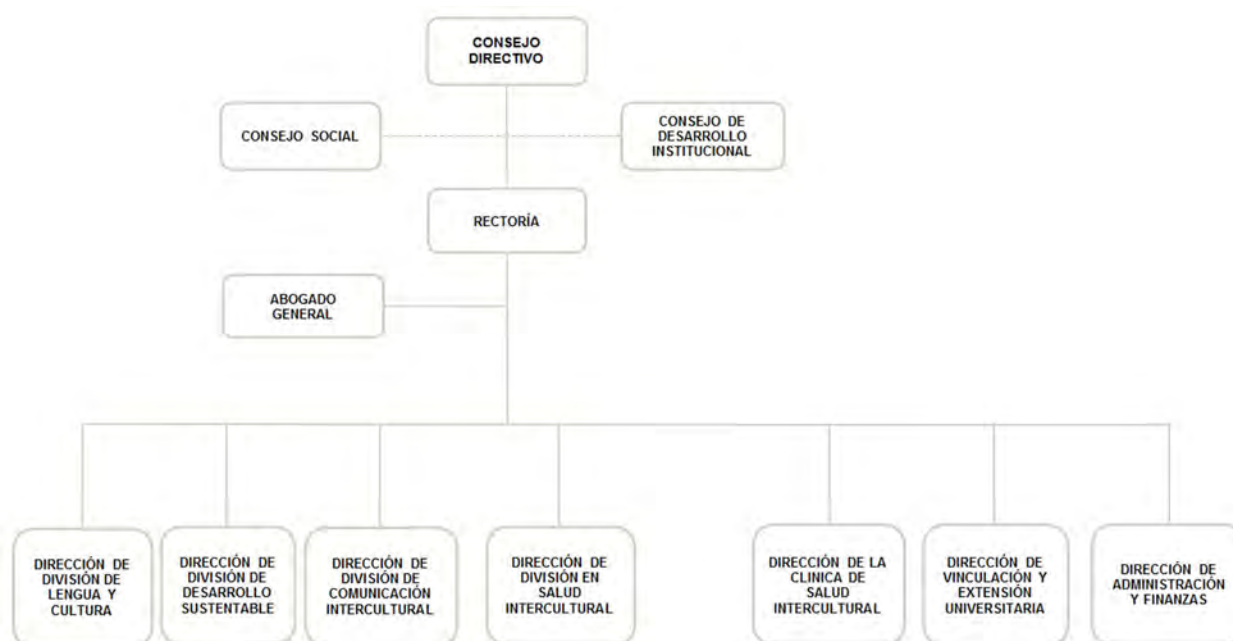 CONSEJO
DIRECTIVO
CONSEJO SOCIAL
CONSEJO DE
DESARROLLO
INSTITUCIONAL
RECTORÍA
ABOGADO
GENERAL
DIRECCIÓN DE
DIVISIÓN DE
LENGUA Y
CULTURA
DIRECCIÓN DE
DIVISIÓN DE
DESARROLLO
SUSTENTABLE
DIRECCIÓN DE
DIVISIÓN DE
COMUNICACIÓN
INTERCULTURAL
DIRECCIÓN DE
DIVISIÓN EN
SALUD
INTERCULTURAL
DIRECCIÓN DE LA
CLINICA DE
SALUD
INTERCULTURAL
DIRECCIÓN DE
VINCULACIÓN Y
EXTENSIÓN
UNIVERSITARIA
DIRECCIÓN DE
ADMINISTRACIÓN
Y FINANZAS